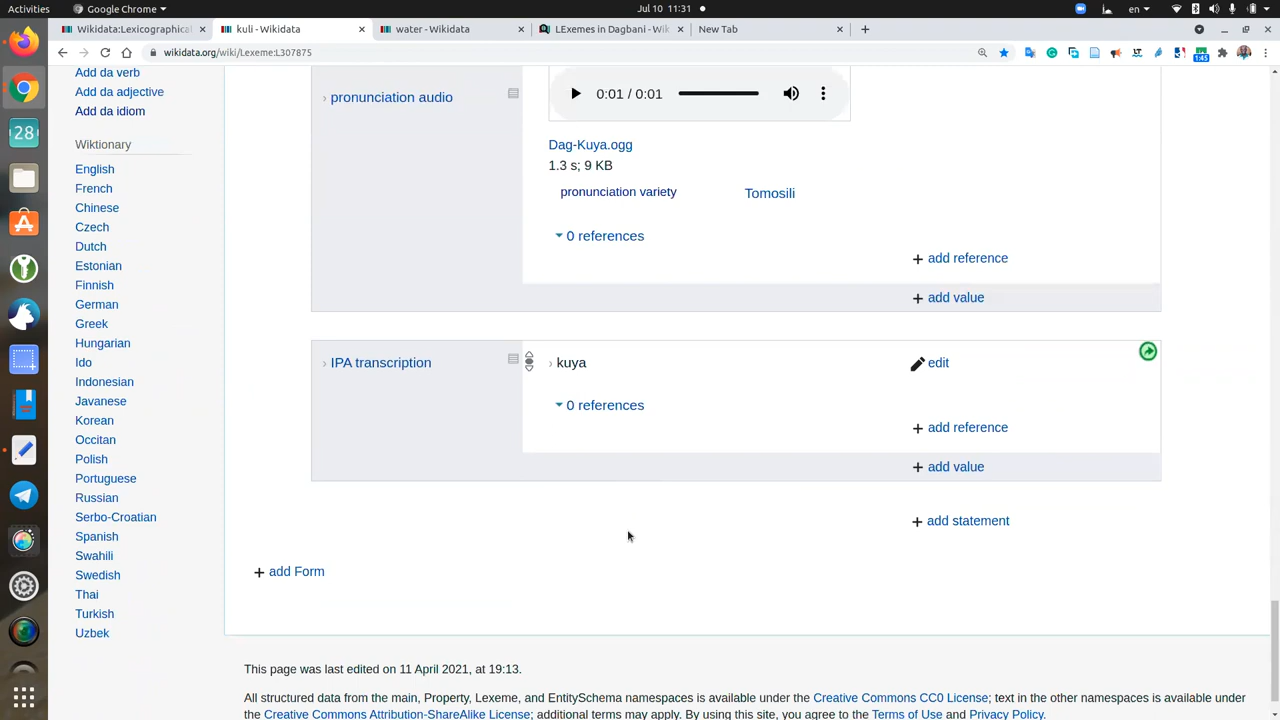 Activities
Google Chrome
Jul 10 11:31
en
Wikidata:Lexicographical
kuli - Wikidata
water - Wikidata
LExemes in Dagbani - Wik
New Tab
wikidata.org/wiki/Lexeme:L307875
1:45
28
Add da verb
Add da adjective
Add da idiom
Wiktionary
English
French
Chinese
Czech
Dutch
Estonian
Finnish
German
Greek
Hungarian
Ido
Indonesian
Javanese
Korean
Occitan
Polish
Portuguese
Russian
Serbo-Croatian
Spanish
Swahili
Swedish
Thai
Turkish
Uzbek
pronunciation audio
0:01 / 0:01
Dag-Kuya.ogg
1.3 s; 9 KB
pronunciation variety Tomosili
0 references
+ add reference
+ add value
IPA transcription
kuya
edit
0 references
+ add reference
+ add value
+ add statement
+ add Form
This page was last edited on 11 April 2021, at 19:13.
All structured data from the main, Property, Lexeme, and EntitySchema namespaces is available under the Creative Commons CC0 License; text in the other namespaces is available under
the Creative Commons Attribution-ShareAlike License; additional terms may apply. By using this site, you agree to the Terms of Use and Privacy Policy.